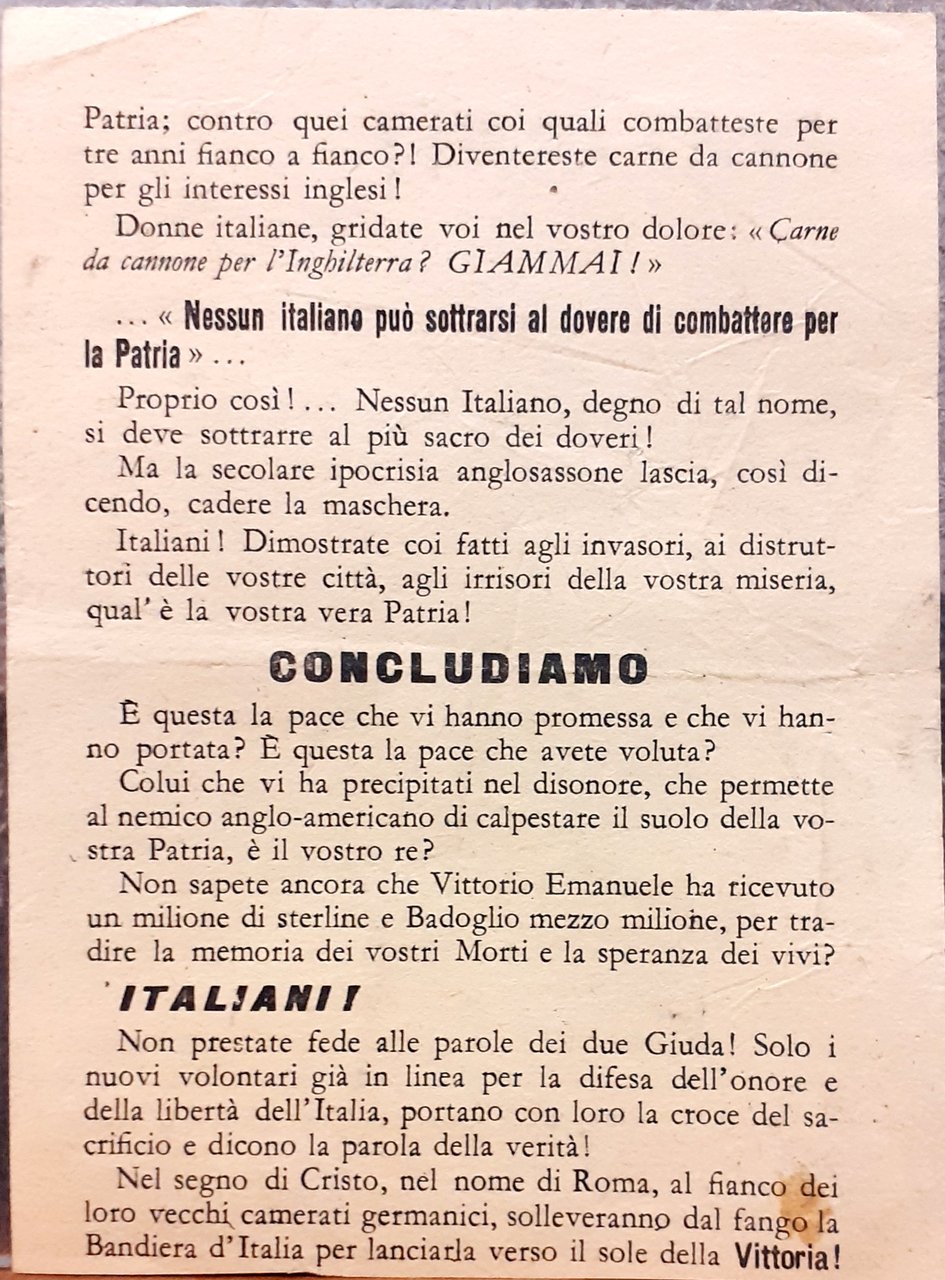 Patria; contro quei camerati coi quali combatteste per
tre anni fianco a fianco?! Diventereste carne da cannone
per gli interessi inglesi!
Donne italiane, gridate voi nel vostro dolore: « Carne
da cannone per l'Inghilterra? GIAMMAI! »
... « Nessun italiano può sottrarsi al dovere di combattere per
la Patria » ...
Proprio così!... Nessun Italiano, degno di tal nome,
si deve sottrarre al più sacro dei doveri!
Ma la secolare ipocrisia anglosassone lascia, così di-
cendo, cadere la maschera.
Italiani! Dimostrate coi fatti agli invasori, ai distrut-
tori delle vostre città, agli irrisori della vostra miseria,
qual' è la vostra vera Patria!
CONCLUDIAMO
È questa la pace che vi hanno promessa e che vi han-
no portata? È questa la pace che avete voluta?
Colui che vi ha precipitati nel disonore, che permette
al nemico anglo-americano di calpestare il suolo della vo-
stra Patria, è il vostro re?
Non sapete ancora che Vittorio Emanuele ha ricevuto
un milione di sterline e Badoglio mezzo milione, per tra-
dire la memoria dei vostri Morti e la speranza dei vivi?
ITALIANI!
Non prestate fede alle parole dei due Giuda! Solo i
nuovi volontari già in linea per la difesa dell'onore e
della libertà dell'Italia, portano con loro la croce del sa-
crificio e dicono la parola della verità!
Nel segno di Cristo, nel nome di Roma, al fianco dei
loro vecchi camerati germanici, solleveranno dal fango la
Bandiera d'Italia per lanciarla verso il sole della Vittoria!